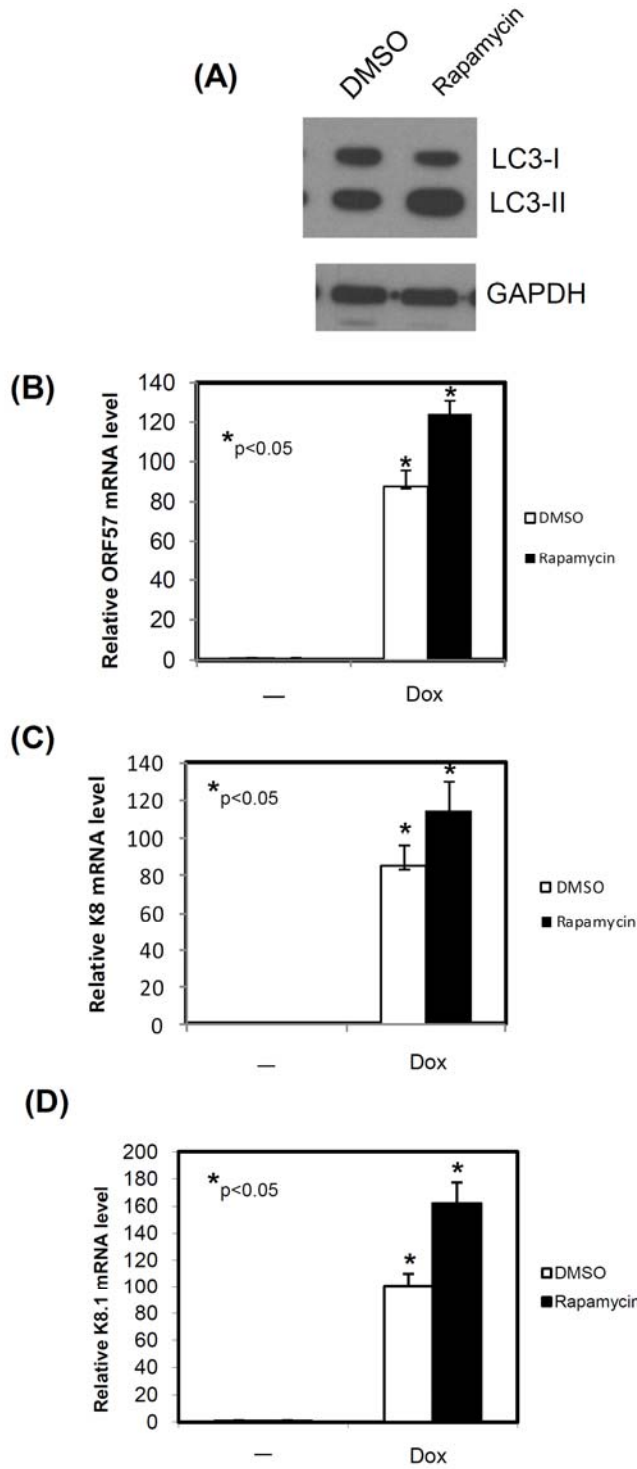 (A)
DMSO
Rapamycin
LC3-I
LC3-II
GAPDH
(B)
Relative ORF57 mRNA level
140
120
100
80
60
40
20
0
*p<0.05
*
*
DMSO
Rapamycin
—
Dox
(C)
Relative K8 mRNA level
140
120
100
80
60
40
20
0
*p<0.05
*
*
DMSO
Rapamycin
—
Dox
(D)
Relative K8.1 mRNA level
200
180
160
140
120
100
80
60
40
20
0
*p<0.05
*
*
DMSO
Rapamycin
—
Dox